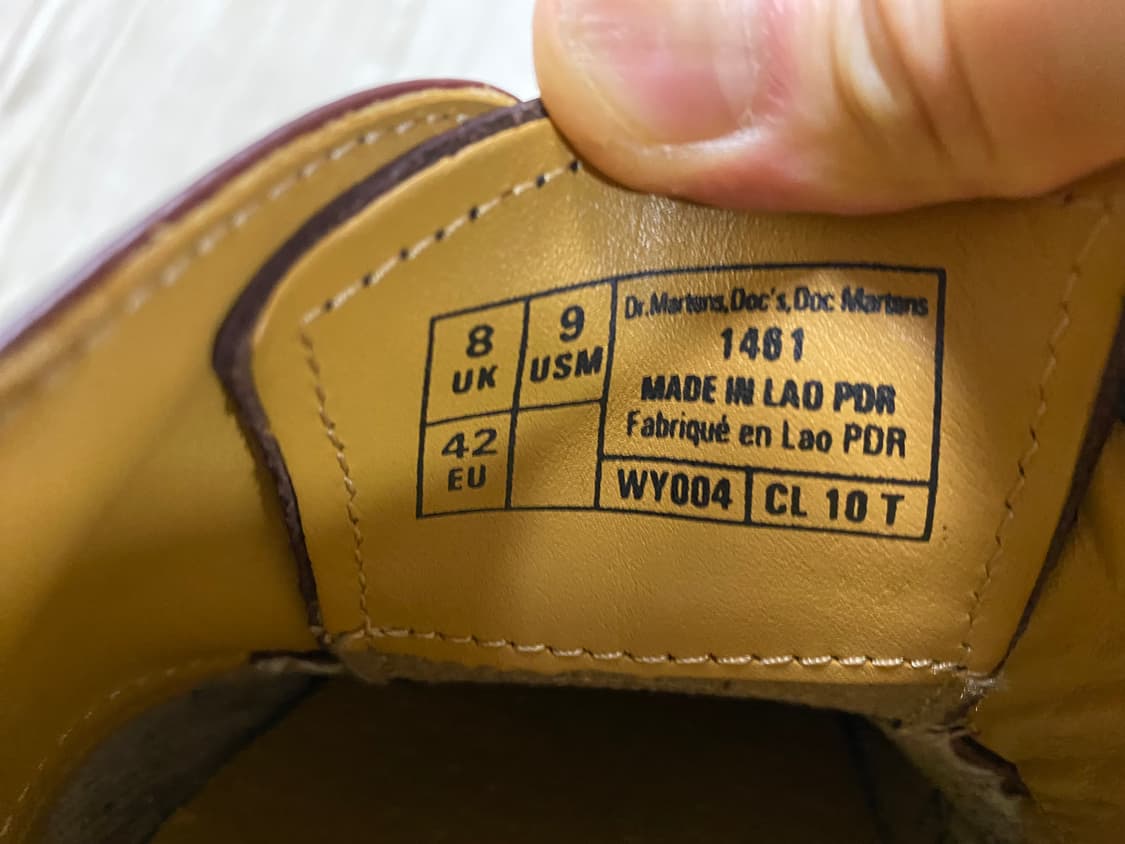 8
UK
9
USM
42
EU
Dr.Martens,Doc's,Doc Martens
1461
MADE IN LAO PDR
Fabriqué en Lao PDR
WY004
CL 10 T